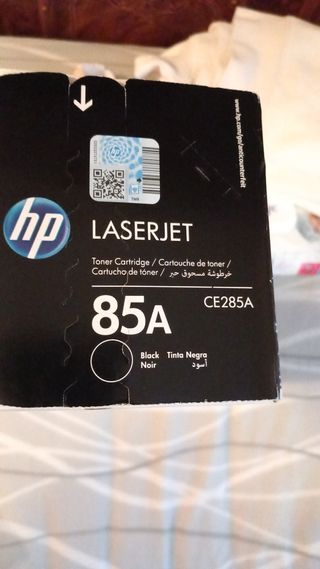 www.hp.com/go/anticounterfeit
hp
LASERJET
Toner Cartridge / Cartouche de toner /
Cartucho de tóner / خرطوشة مسحوق حبر
85A
CE285A
Black Tinta Negra
Noir أسود